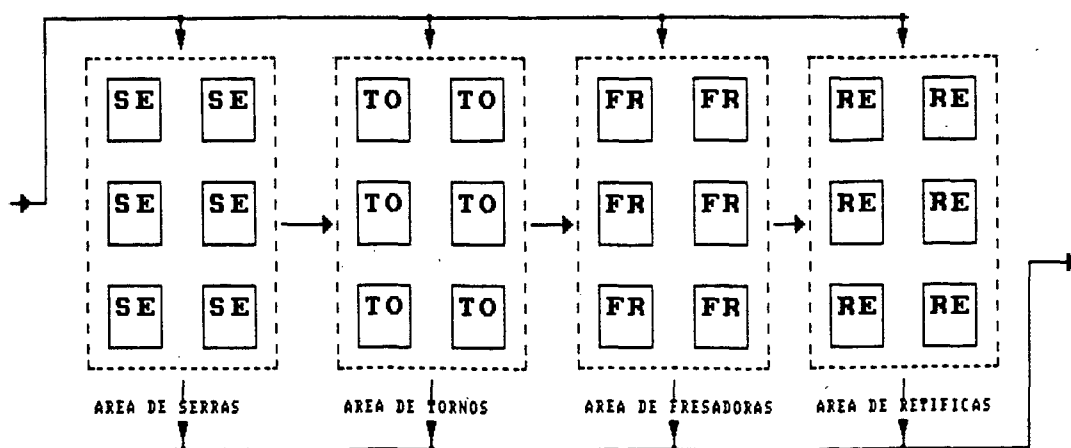 SE SE TO TO FR FR RE RE
SE SE TO TO FR FR RE RE
SE SE TO TO FR FR RE RE
AREA DE SERRAS AREA DE TORNOS AREA DE FRESADORAS AREA DE RETIFICAS